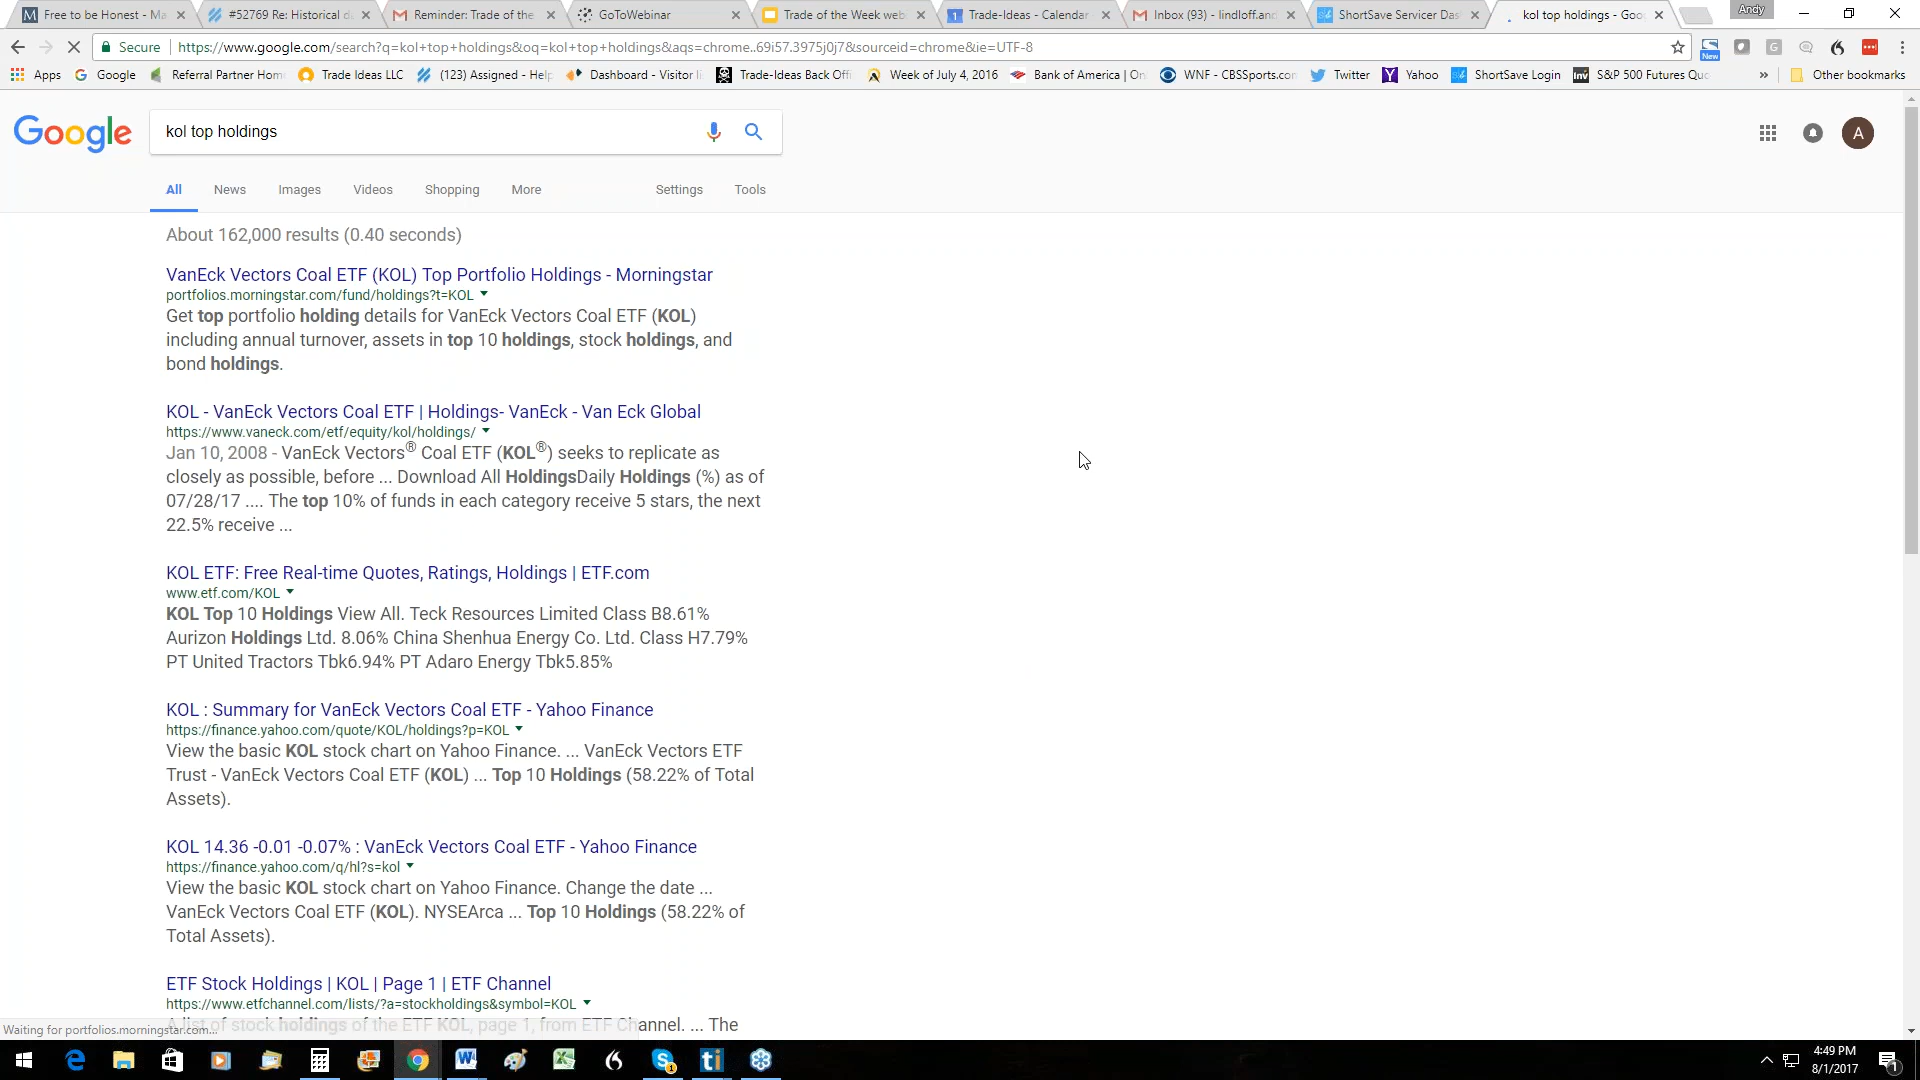 Free to be Honest - Ma
#52769 Re: Historical d
Reminder: Trade of the
GoToWebinar
Trade of the Week web
Trade-Ideas - Calendar
Inbox (93) - lindloff.and
ShortSave Servicer Das
kol top holdings - Goo
Andy
Secure
https://www.google.com/search?q=kol+top+holdings&oq=kol+top+holdings&aqs=chrome..69i57.3975j0j7&sourceid=chrome&ie=UTF-8
New
Apps
Google
Referral Partner Home
Trade Ideas LLC
(123) Assigned - Help
Dashboard - Visitor li
Trade-Ideas Back Offi
Week of July 4, 2016
Bank of America | On
WNF - CBSSports.com
Twitter
Yahoo
ShortSave Login
S&P 500 Futures Quo
»
Other bookmarks
Google
kol top holdings
A
All News Images Videos Shopping More Settings Tools
About 162,000 results (0.40 seconds)
VanEck Vectors Coal ETF (KOL) Top Portfolio Holdings - Morningstar
portfolios.morningstar.com/fund/holdings?t=KOL
Get top portfolio holding details for VanEck Vectors Coal ETF (KOL)
including annual turnover, assets in top 10 holdings, stock holdings, and
bond holdings.
KOL - VanEck Vectors Coal ETF | Holdings- VanEck - Van Eck Global
https://www.vaneck.com/etf/equity/kol/holdings/
Jan 10, 2008 - VanEck Vectors® Coal ETF (KOL®) seeks to replicate as
closely as possible, before ... Download All HoldingsDaily Holdings (%) as of
07/28/17 .... The top 10% of funds in each category receive 5 stars, the next
22.5% receive ...
KOL ETF: Free Real-time Quotes, Ratings, Holdings | ETF.com
www.etf.com/KOL
KOL Top 10 Holdings View All. Teck Resources Limited Class B8.61%
Aurizon Holdings Ltd. 8.06% China Shenhua Energy Co. Ltd. Class H7.79%
PT United Tractors Tbk6.94% PT Adaro Energy Tbk5.85%
KOL : Summary for VanEck Vectors Coal ETF - Yahoo Finance
https://finance.yahoo.com/quote/KOL/holdings?p=KOL
View the basic KOL stock chart on Yahoo Finance. ... VanEck Vectors ETF
Trust - VanEck Vectors Coal ETF (KOL) ... Top 10 Holdings (58.22% of Total
Assets).
KOL 14.36 -0.01 -0.07% : VanEck Vectors Coal ETF - Yahoo Finance
https://finance.yahoo.com/q/hl?s=kol
View the basic KOL stock chart on Yahoo Finance. Change the date ...
VanEck Vectors Coal ETF (KOL). NYSEArca ... Top 10 Holdings (58.22% of
Total Assets).
ETF Stock Holdings | KOL | Page 1 | ETF Channel
https://www.etfchannel.com/lists/?a=stockholdings&symbol=KOL
A list of stock holdings of the ETF KOL, page 1, from ETF Channel. ... The
Waiting for portfolios.morningstar.com...
4:49 PM
8/1/2017